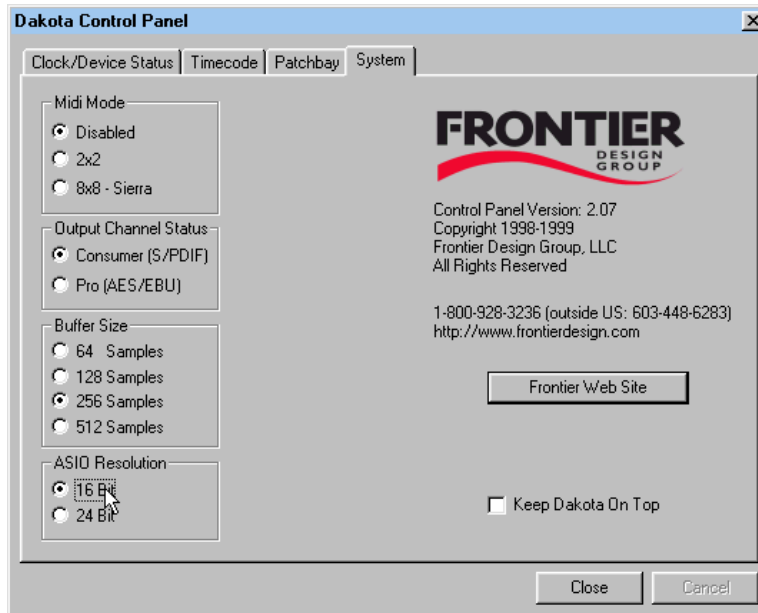 Dakota Control Panel
Clock/Device Status Timecode Patchbay System
Midi Mode
Disabled
2x2
8x8 - Sierra
Output Channel Status
Consumer (S/PDIF)
Pro (AES/EBU)
Buffer Size
64 Samples
128 Samples
256 Samples
512 Samples
ASIO Resolution
16 Bit
24 Bit
FRONTIER
DESIGN
GROUP
Control Panel Version: 2.07
Copyright 1998-1999
Frontier Design Group, LLC
All Rights Reserved
1-800-928-3236 (outside US: 603-448-6283)
http://www.frontierdesign.com
Frontier Web Site
Keep Dakota On Top
Close Cancel